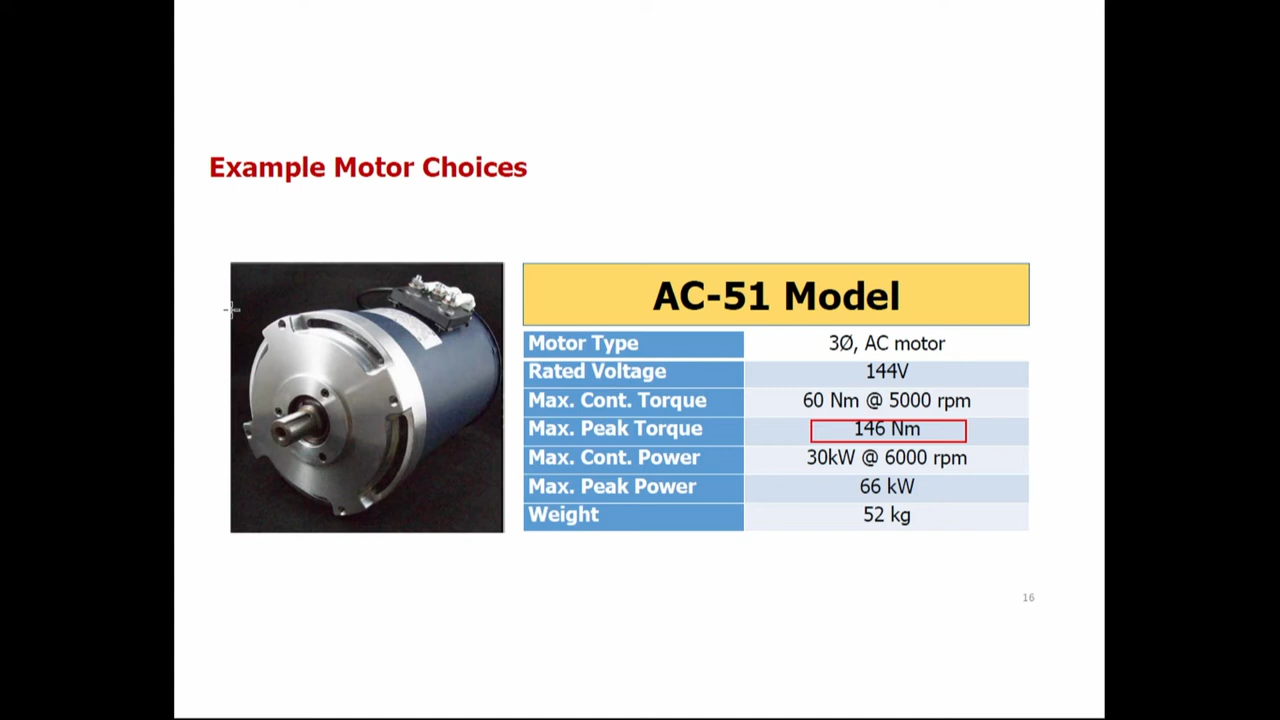 Example Motor Choices
AC-51 Model
Motor Type 3Ø, AC motor
Rated Voltage 144V
Max. Cont. Torque 60 Nm @ 5000 rpm
Max. Peak Torque 146 Nm
Max. Cont. Power 30kW @ 6000 rpm
Max. Peak Power 66 kW
Weight 52 kg
16